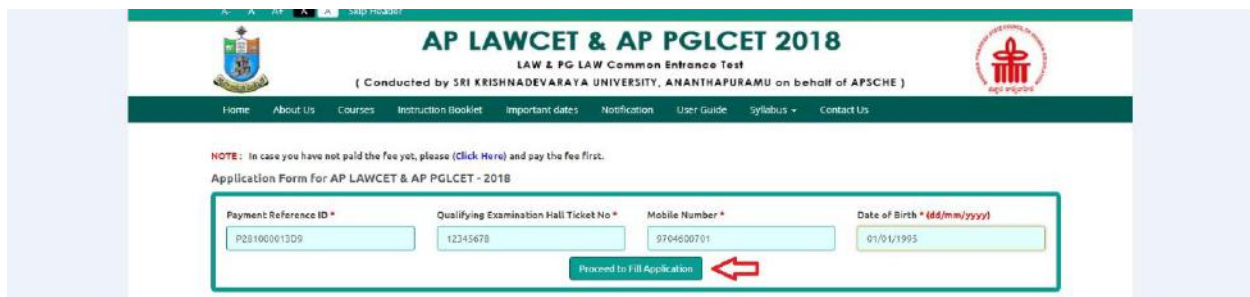 A- A A+ A A Skip Header
AP LAWCET & AP PGLCET 2018
LAW & PG LAW Common Entrance Test
( Conducted by SRI KRISHNADEVARAYA UNIVERSITY, ANANTHAPURAMU on behalf of APSCHE )
Home About Us Courses Instruction Booklet Important dates Notification User Guide Syllabus Contact Us
NOTE : In case you have not paid the fee yet, please (Click Here) and pay the fee first.
Application Form for AP LAWCET & AP PGLCET - 2018
Payment Reference ID * Qualifying Examination Hall Ticket No * Mobile Number * Date of Birth * (dd/mm/yyyy)
P281000013D9 12345678 9704600701 01/01/1995
Proceed to Fill Application